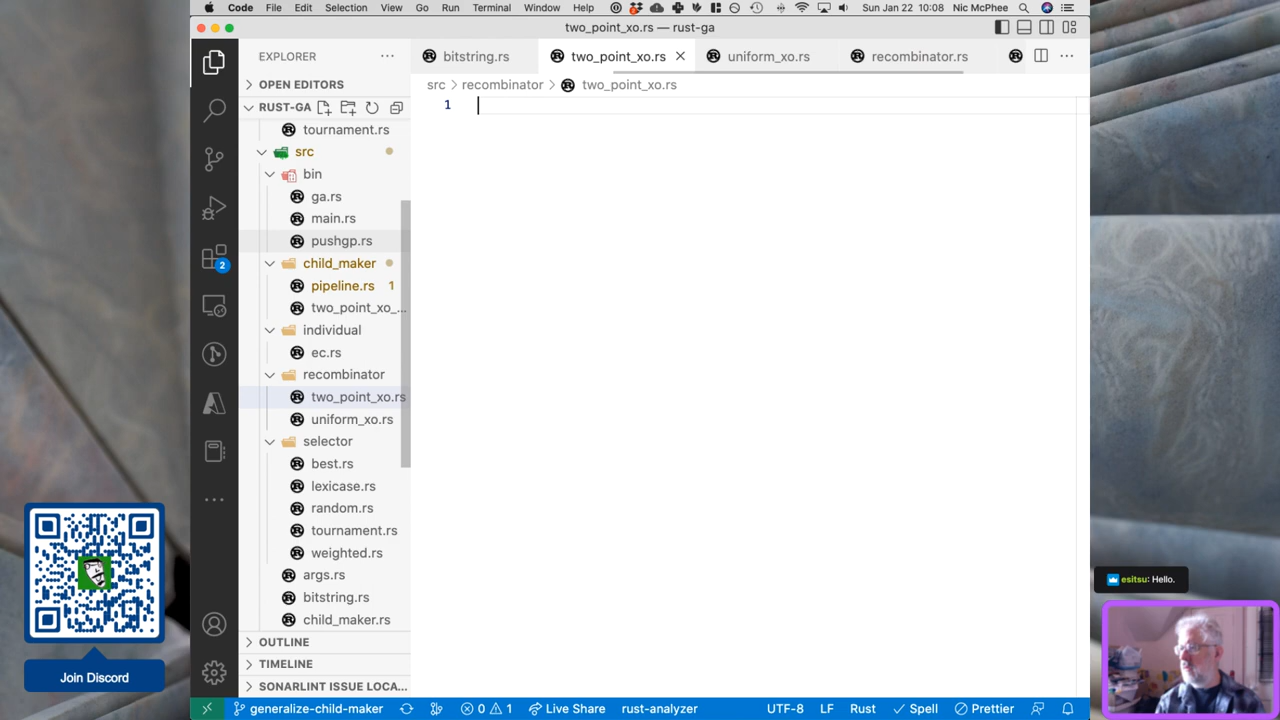 Code File Edit Selection View Go Run Terminal Window Help Sun Jan 22 10:08 Nic McPhee
two_point_xo.rs — rust-ga
EXPLORER
bitstring.rs two_point_xo.rs uniform_xo.rs recombinator.rs
OPEN EDITORS
src > recombinator > two_point_xo.rs
RUST-GA
1
tournament.rs
src
bin
ga.rs
main.rs
pushgp.rs
child_maker
pipeline.rs 1
two_point_xo_...
individual
ec.rs
recombinator
two_point_xo.rs
uniform_xo.rs
selector
best.rs
lexicase.rs
random.rs
tournament.rs
weighted.rs
args.rs
bitstring.rs
child_maker.rs
OUTLINE
TIMELINE
SONARLINT ISSUE LOCA...
2
generalize-child-maker 0 1 Live Share rust-analyzer UTF-8 LF Rust Spell Prettier
Join Discord
esitsu: Hello.